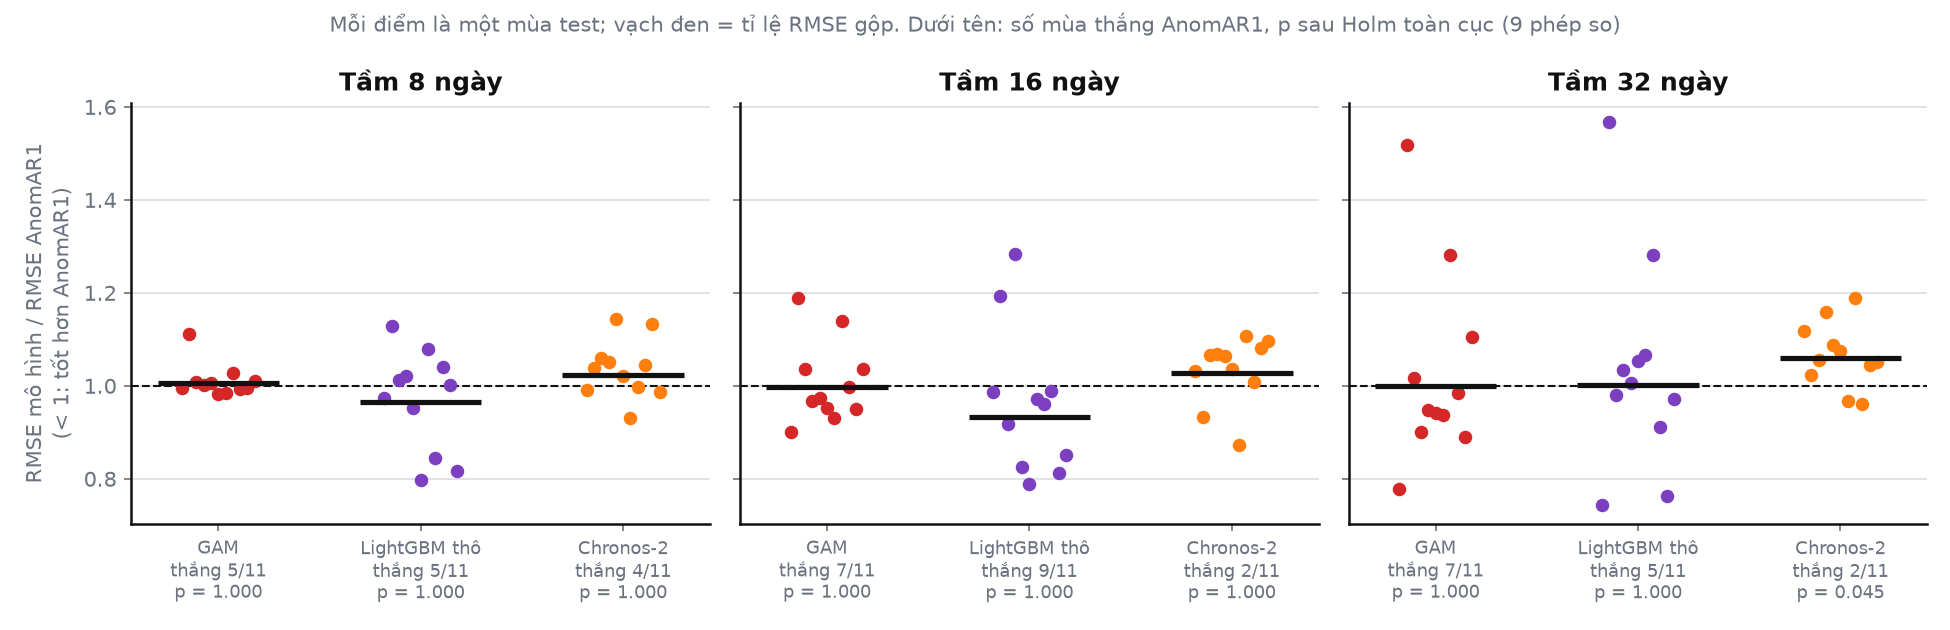 Mỗi điểm là một mùa test; vạch đen = tỉ lệ RMSE gộp. Dưới tên: số mùa thắng AnomAR1, p sau Holm toàn cục (9 phép so)
Tầm 8 ngày
Tầm 16 ngày
Tầm 32 ngày
RMSE mô hình / RMSE AnomAR1
(< 1: tốt hơn AnomAR1)
1.6
1.4
1.2
1.0
0.8
GAM
thắng 5/11
p = 1.000
LightGBM thô
thắng 5/11
p = 1.000
Chronos-2
thắng 4/11
p = 1.000
GAM
thắng 7/11
p = 1.000
LightGBM thô
thắng 9/11
p = 1.000
Chronos-2
thắng 2/11
p = 1.000
GAM
thắng 7/11
p = 1.000
LightGBM thô
thắng 5/11
p = 1.000
Chronos-2
thắng 2/11
p = 0.045